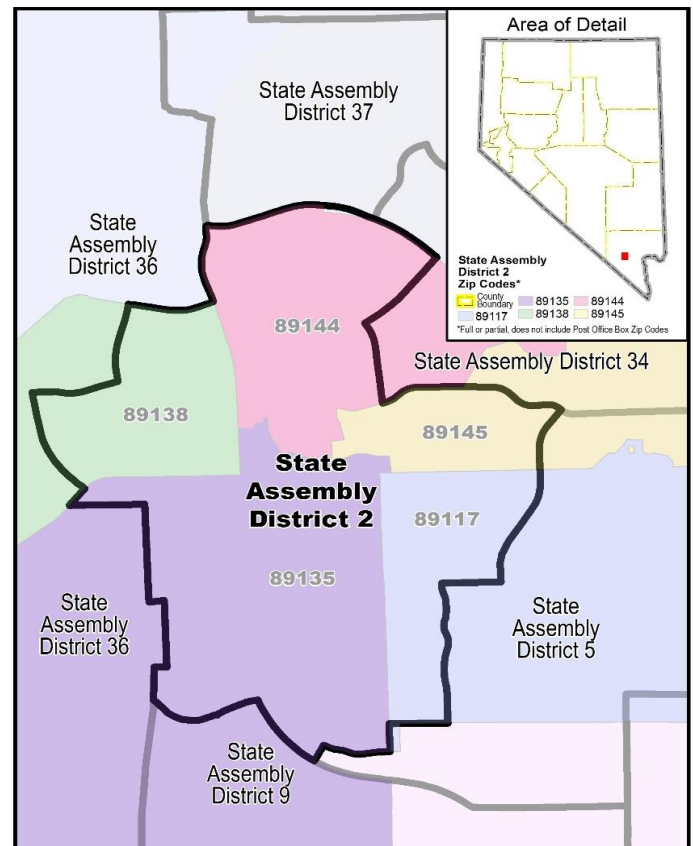 Area of Detail
State Assembly
District 37
State
Assembly
District 36
State Assembly
District 2
Zip Codes*
County
Boundary
89135
89144
89117
89138
89145
*Full or partial, does not include Post Office Box Zip Codes
89144
State Assembly District 34
89138
89145
State
Assembly
District 2
89117
89135
State
Assembly
District 36
State
Assembly
District 5
State
Assembly
District 9